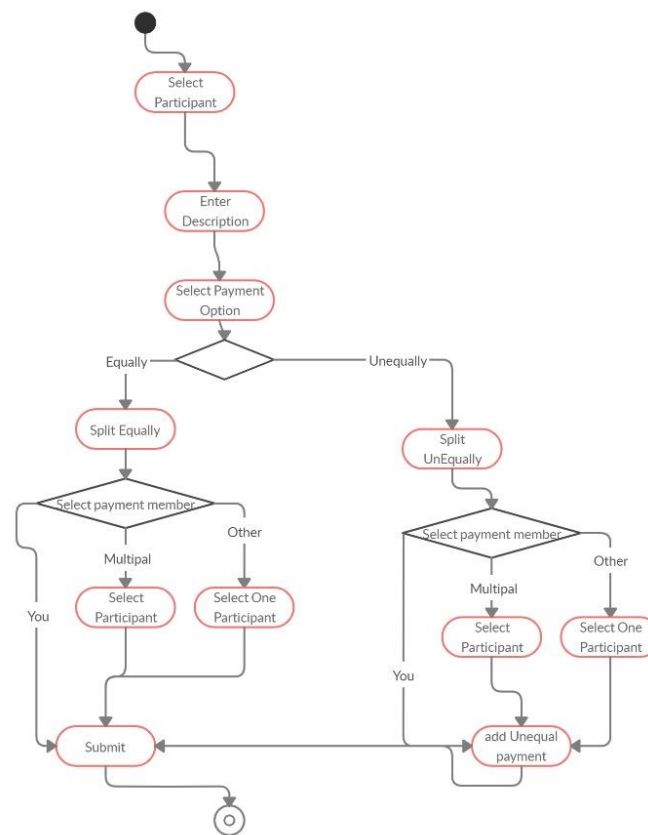 Select
Participant
Enter
Description
Select Payment
Option
Equally
Unequally
Split Equally
Split
UnEqually
Select payment member
Other
Multipal
Select
Participant
Select One
Participant
You
Select payment member
Other
Multipal
Select
Participant
Select One
Participant
You
Submit
add Unequal
payment